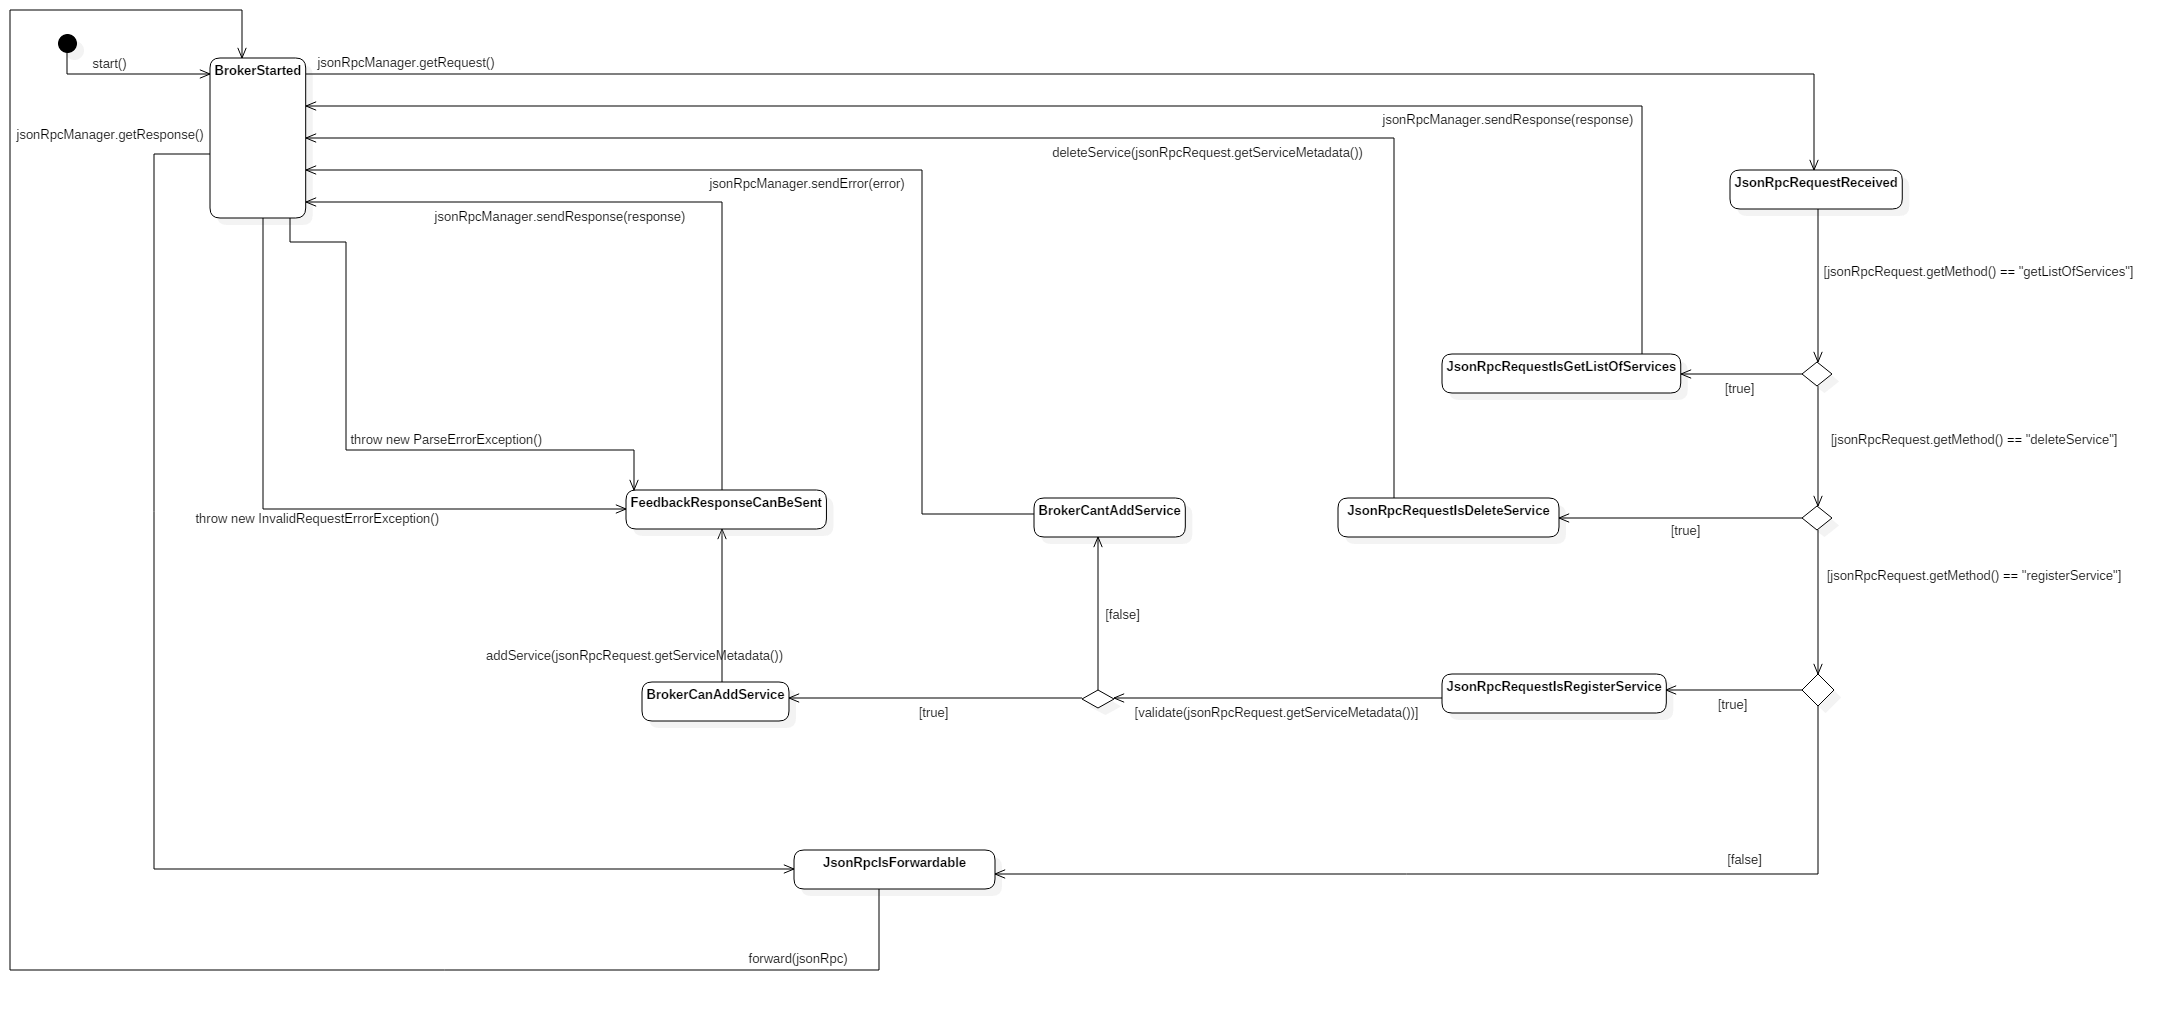 start()
BrokerStarted
jsonRpcManager.getRequest()
jsonRpcManager.getResponse()
jsonRpcManager.sendResponse(response)
deleteService(jsonRpcRequest.getServiceMetadata())
jsonRpcManager.sendError(error)
jsonRpcManager.sendResponse(response)
JsonRpcRequestReceived
[jsonRpcRequest.getMethod() == "getListOfServices"]
JsonRpcRequestIsGetListOfServices
[true]
[jsonRpcRequest.getMethod() == "deleteService"]
throw new ParseErrorException()
throw new InvalidRequestErrorException()
FeedbackResponseCanBeSent
BrokerCantAddService
JsonRpcRequestIsDeleteService
[true]
[jsonRpcRequest.getMethod() == "registerService"]
[false]
addService(jsonRpcRequest.getServiceMetadata())
BrokerCanAddService
[true]
[validate(jsonRpcRequest.getServiceMetadata())]
JsonRpcRequestIsRegisterService
[true]
JsonRpcIsForwardable
[false]
forward(jsonRpc)